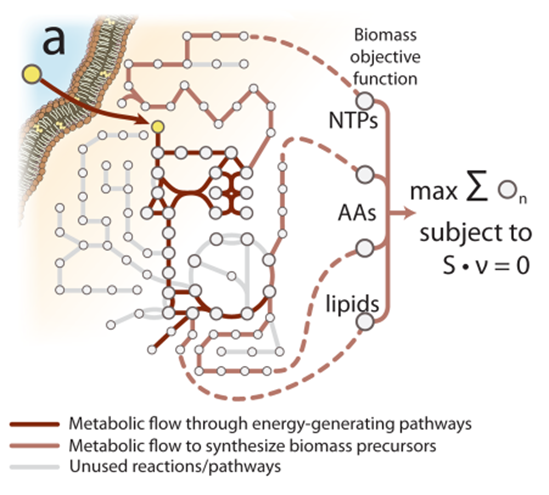 a
Biomass
objective
function
NTPs
AAs
lipids
max ∑ O n
subject to
S • v = 0
Metabolic flow through energy-generating pathways
Metabolic flow to synthesize biomass precursors
Unused reactions/pathways